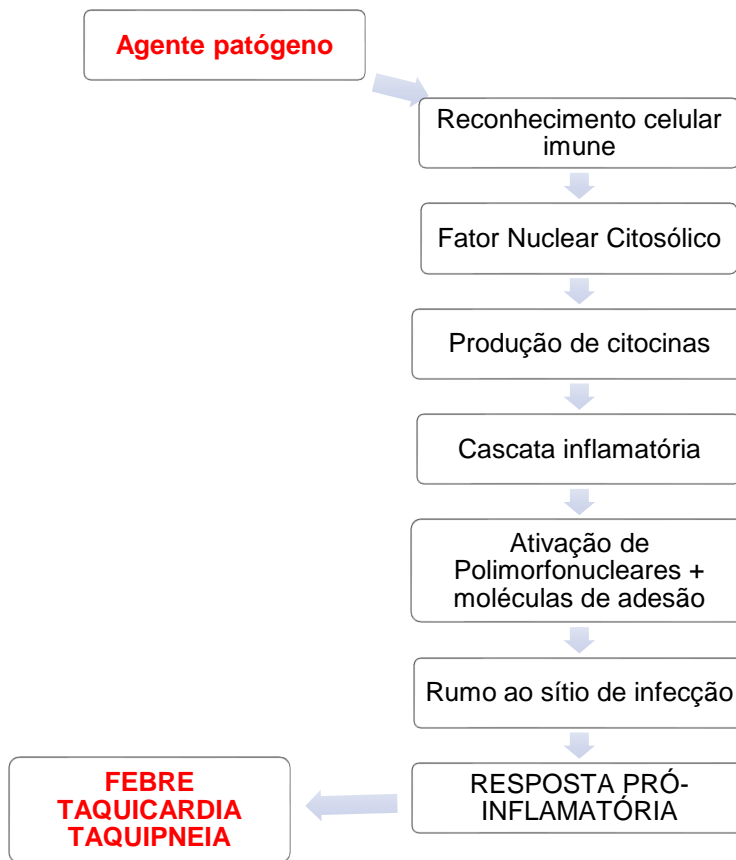 Agente patógeno
Reconhecimento celular
imune
Fator Nuclear Citosólico
Produção de citocinas
Cascata inflamatória
Ativação de
Polimorfonucleares +
moléculas de adesão
Rumo ao sítio de infecção
RESPOSTA PRÓ-
INFLAMATÓRIA
FEBRE
TAQUICARDIA
TAQUIPNEIA